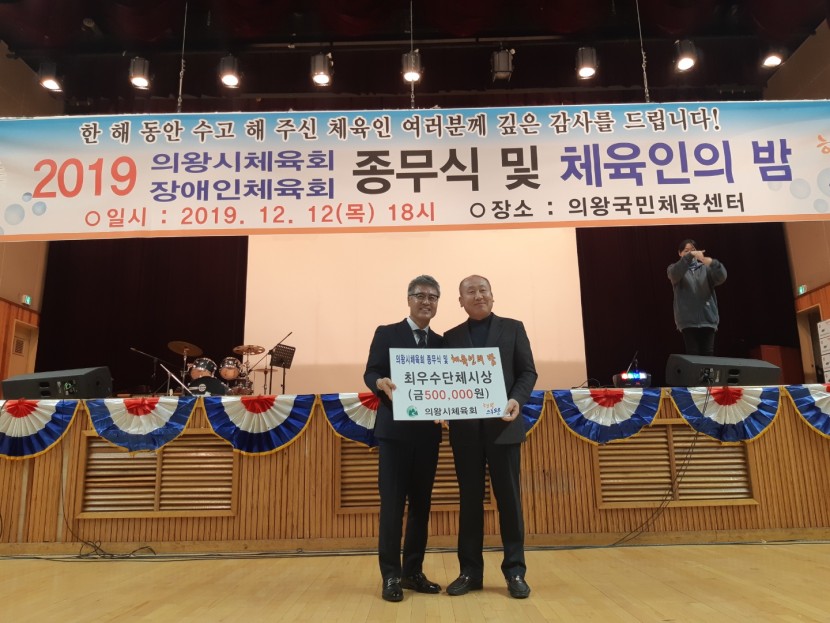 한 해 동안 수고 해 주신 체육인 여러분께 깊은 감사를 드립니다!
2019 의왕시체육회 장애인체육회 종무식 및 체육인의 밤
○일시 : 2019. 12. 12(목) 18시 ○장소 : 의왕국민체육센터
의왕시체육회 종무식 및 체육인의 밤
최우수단체시상
(금500,000원)
의왕시체육회